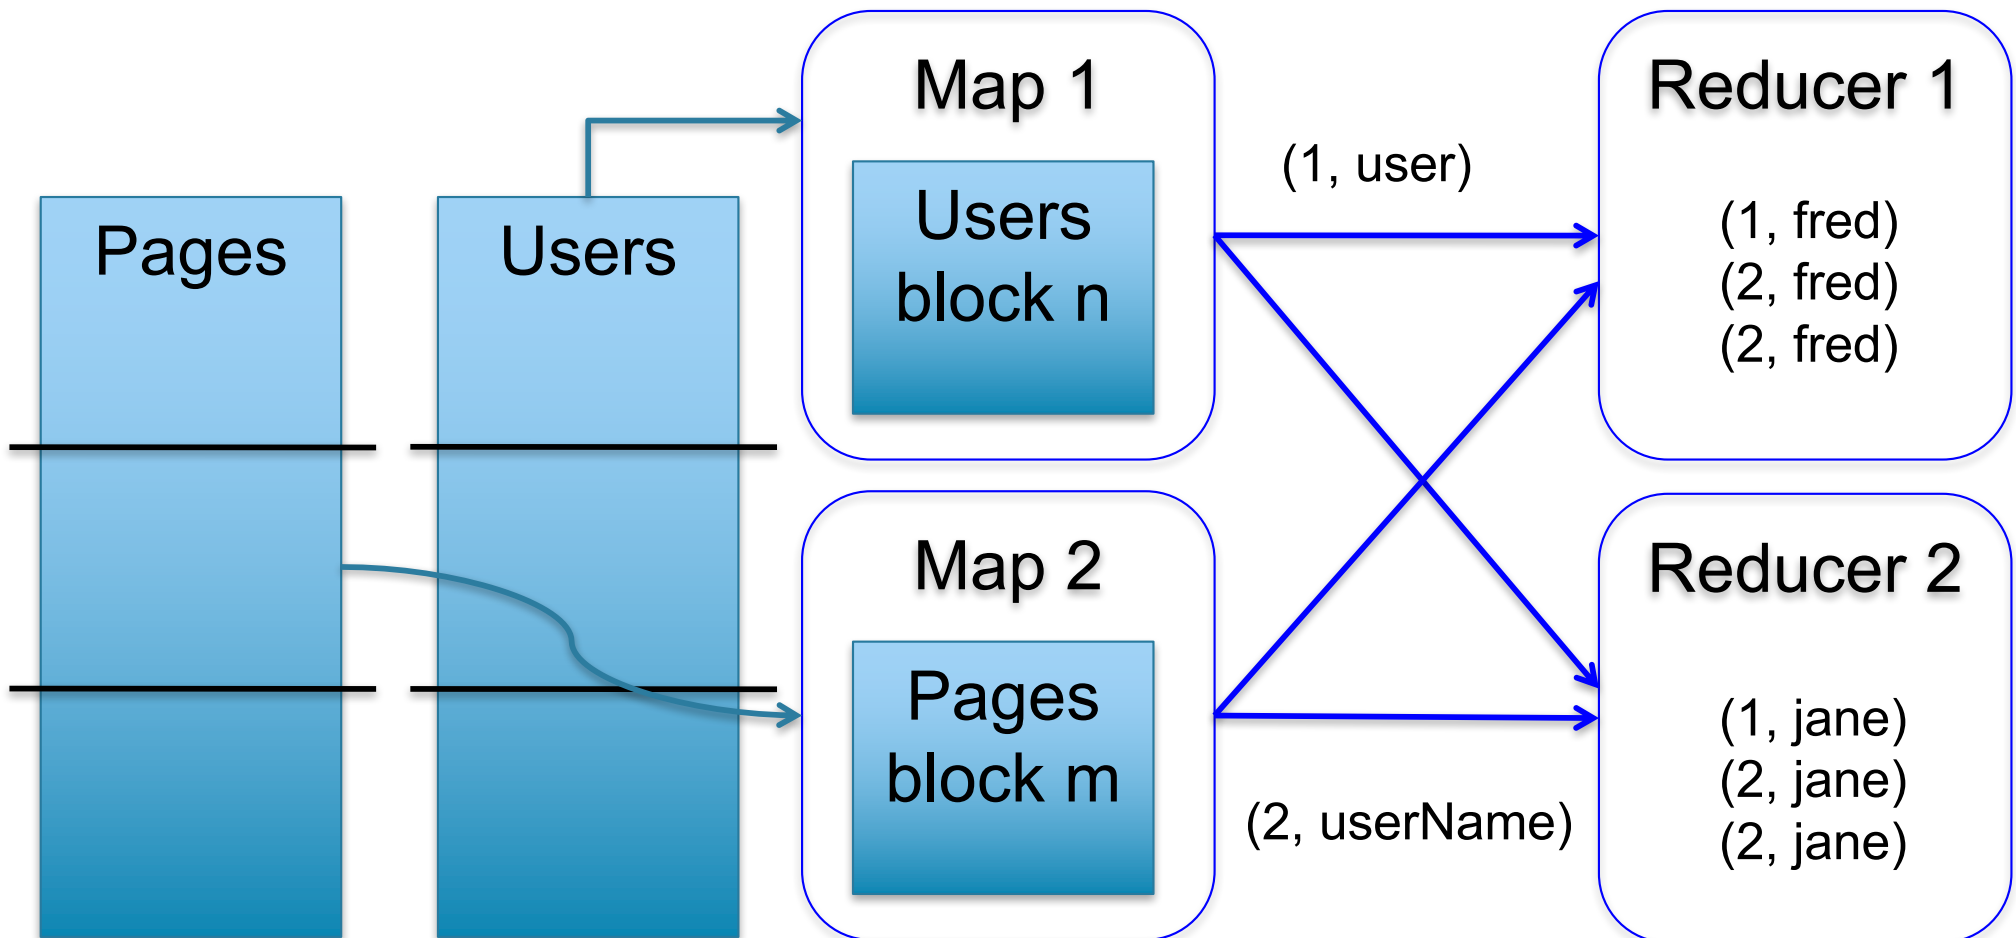 Pages
Users
Map 1
Users
block n
Map 2
Pages
block m
(1, user)
(2, userName)
Reducer 1
(1, fred)
(2, fred)
(2, fred)
Reducer 2
(1, jane)
(2, jane)
(2, jane)